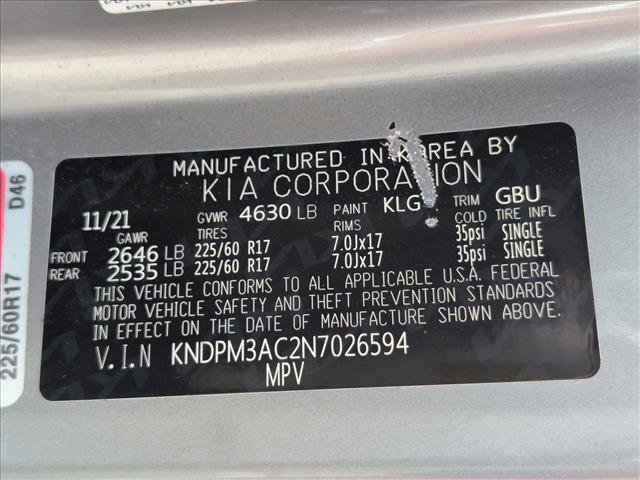 MANUFACTURED IN KOREA BY
KIA CORPORATION
11/21 GVWR 4630 LB PAINT KLG TRIM GBU
GAWR TIRES RIMS COLD TIRE INFL
FRONT 2646 LB 225/60 R17 7.0Jx17 35psi SINGLE
REAR 2535 LB 225/60 R17 7.0Jx17 35psi SINGLE
THIS VEHICLE CONFORMS TO ALL APPLICABLE U.S.A. FEDERAL
MOTOR VEHICLE SAFETY AND THEFT PREVENTION STANDARDS
IN EFFECT ON THE DATE OF MANUFACTURE SHOWN ABOVE.
V.I.N KNDPM3AC2N7026594
MPV
225/60R17 D46